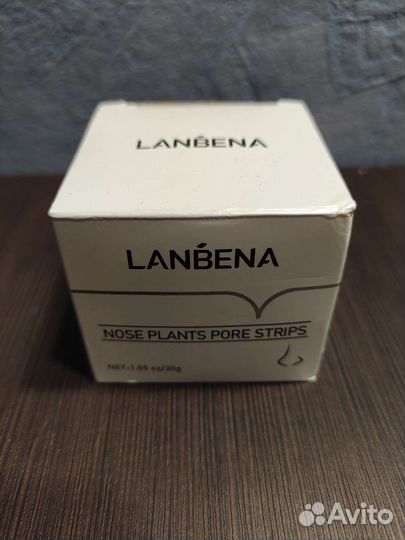 LANBENA
LANBENA
NOSE PLANTS PORE STRIPS
NET:1.05 oz/30g
Avito